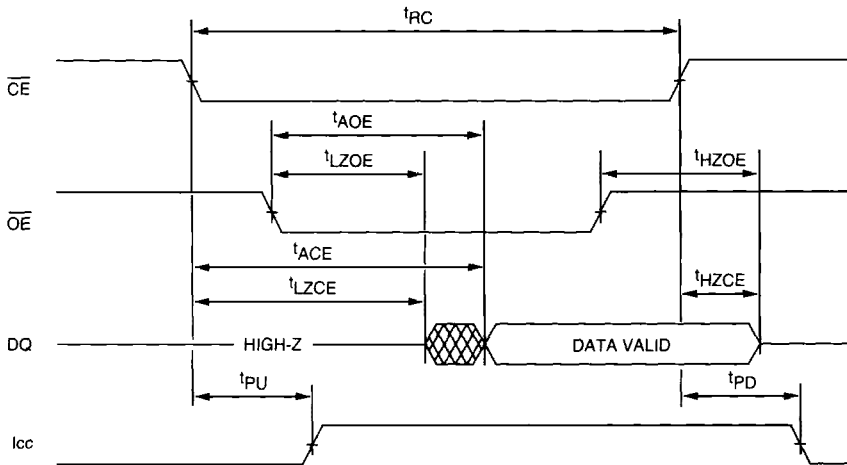 tRC
CE
tAOE
tLZOE
tHZOE
OE
tACE
tLZCE
tHZCE
DQ
HIGH-Z
DATA VALID
tPU
tPD
Icc